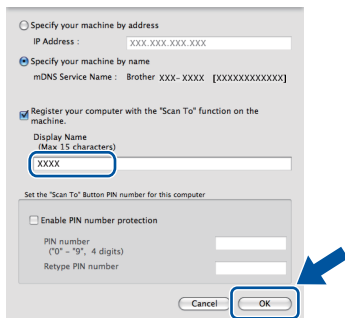 Specify your machine by address
IP Address : XXX.XXX.XXX.XXX
Specify your machine by name
mDNS Service Name : Brother XXX-XXXX [XXXXXXXXXXXX]
Register your computer with the "Scan To" function on the
machine.
Display Name
(Max 15 characters)
XXXX
Set the "Scan To" Button PIN number for this computer
Enable PIN number protection
PIN number
("0" – "9", 4 digits)
Retype PIN number
Cancel OK